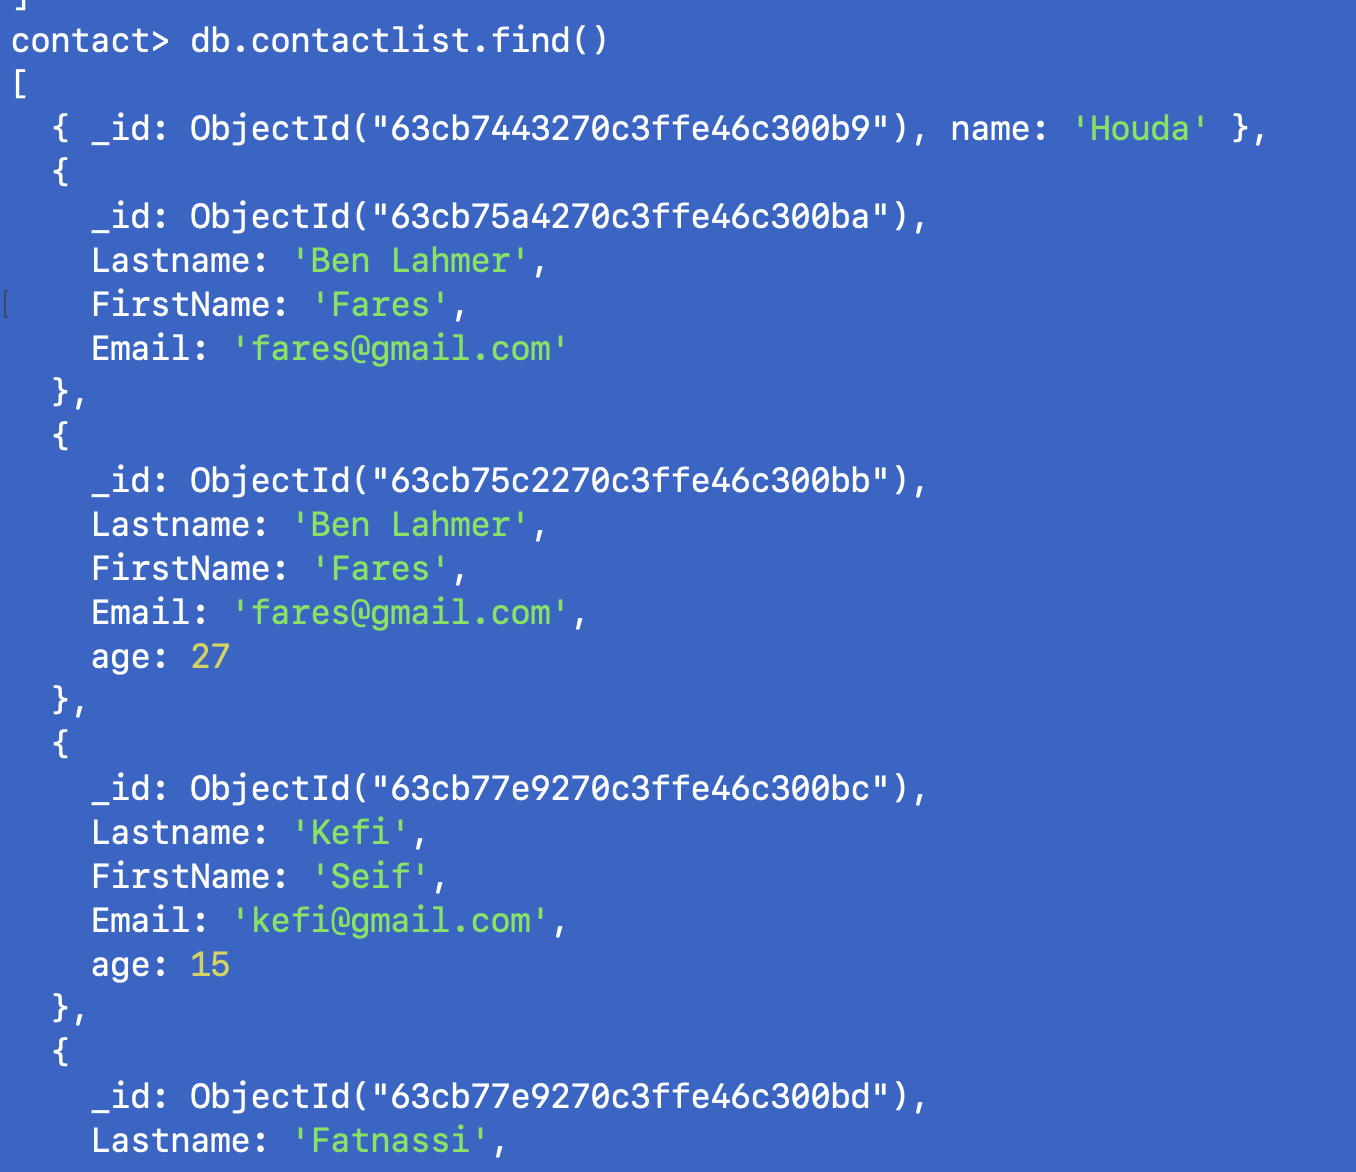 ]
contact> db.contactlist.find()
[
  { _id: ObjectId("63cb7443270c3ffe46c300b9"), name: 'Houda' },
  {
    _id: ObjectId("63cb75a4270c3ffe46c300ba"),
    Lastname: 'Ben Lahmer',
    FirstName: 'Fares',
    Email: 'fares@gmail.com'
  },
  {
    _id: ObjectId("63cb75c2270c3ffe46c300bb"),
    Lastname: 'Ben Lahmer',
    FirstName: 'Fares',
    Email: 'fares@gmail.com',
    age: 27
  },
  {
    _id: ObjectId("63cb77e9270c3ffe46c300bc"),
    Lastname: 'Kefi',
    FirstName: 'Seif',
    Email: 'kefi@gmail.com',
    age: 15
  },
  {
    _id: ObjectId("63cb77e9270c3ffe46c300bd"),
    Lastname: 'Fatnassi',